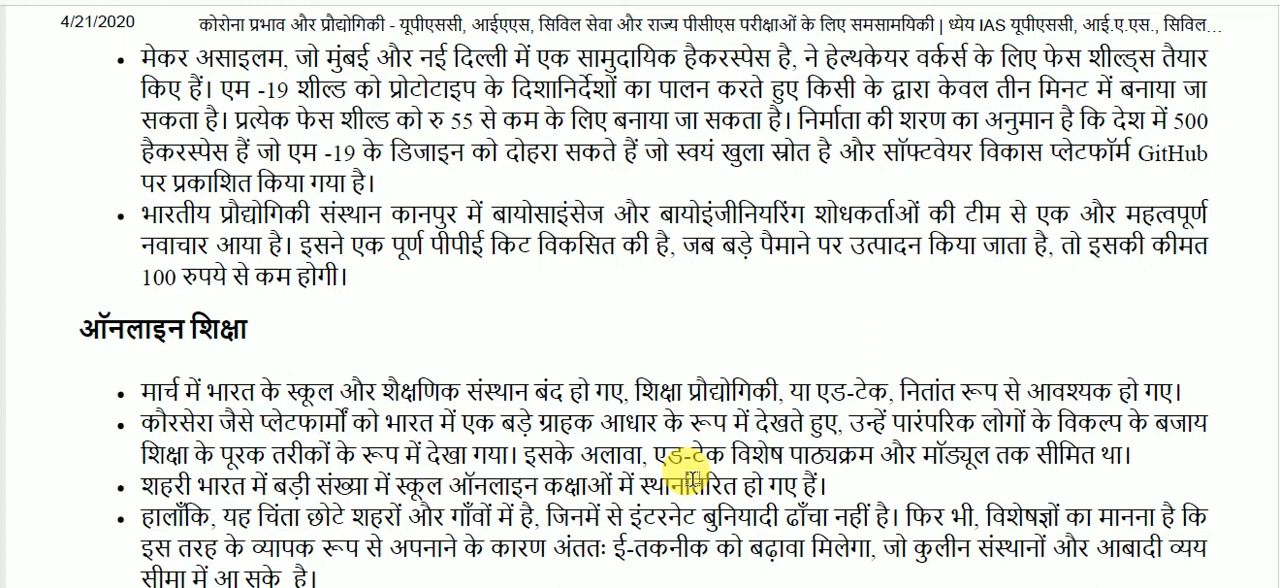 4/21/2020 कोरोना प्रभाव और प्रौद्योगिकी - यूपीएससी, आईएएस, सिविल सेवा और राज्य पीसीएस परीक्षाओं के लिए समसामयिकी | ध्येय IAS यूपीएससी, आई.ए.एस., सिविल...
• मेकर असाइलम, जो मुंबई और नई दिल्ली में एक सामुदायिक हैकरस्पेस है, ने हेल्थकेयर वर्कर्स के लिए फेस शील्ड्स तैयार
किए हैं। एम -19 शील्ड को प्रोटोटाइप के दिशानिर्देशों का पालन करते हुए किसी के द्वारा केवल तीन मिनट में बनाया जा
सकता है। प्रत्येक फेस शील्ड को रु 55 से कम के लिए बनाया जा सकता है। निर्माता की शरण का अनुमान है कि देश में 500
हैकरस्पेस हैं जो एम -19 के डिजाइन को दोहरा सकते हैं जो स्वयं खुला स्रोत है और सॉफ्टवेयर विकास प्लेटफॉर्म GitHub
पर प्रकाशित किया गया है।
• भारतीय प्रौद्योगिकी संस्थान कानपुर में बायोसाइंसेज और बायोइंजीनियरिंग शोधकर्ताओं की टीम से एक और महत्वपूर्ण
नवाचार आया है। इसने एक पूर्ण पीपीई किट विकसित की है, जब बड़े पैमाने पर उत्पादन किया जाता है, तो इसकी कीमत
100 रुपये से कम होगी।
ऑनलाइन शिक्षा
• मार्च में भारत के स्कूल और शैक्षणिक संस्थान बंद हो गए, शिक्षा प्रौद्योगिकी, या एड-टेक, नितांत रूप से आवश्यक हो गए।
• कौरसेरा जैसे प्लेटफार्मों को भारत में एक बड़े ग्राहक आधार के रूप में देखते हुए, उन्हें पारंपरिक लोगों के विकल्प के बजाय
शिक्षा के पूरक तरीकों के रूप में देखा गया। इसके अलावा, एड-टेक विशेष पाठ्यक्रम और मॉड्यूल तक सीमित था।
• शहरी भारत में बड़ी संख्या में स्कूल ऑनलाइन कक्षाओं में स्थानांतरित हो गए हैं।
• हालाँकि, यह चिंता छोटे शहरों और गाँवों में है, जिनमें से इंटरनेट बुनियादी ढाँचा नहीं है। फिर भी, विशेषज्ञों का मानना है कि
इस तरह के व्यापक रूप से अपनाने के कारण अंततः ई-तकनीक को बढ़ावा मिलेगा, जो कुलीन संस्थानों और आबादी व्यय
सीमा में आ सके है।